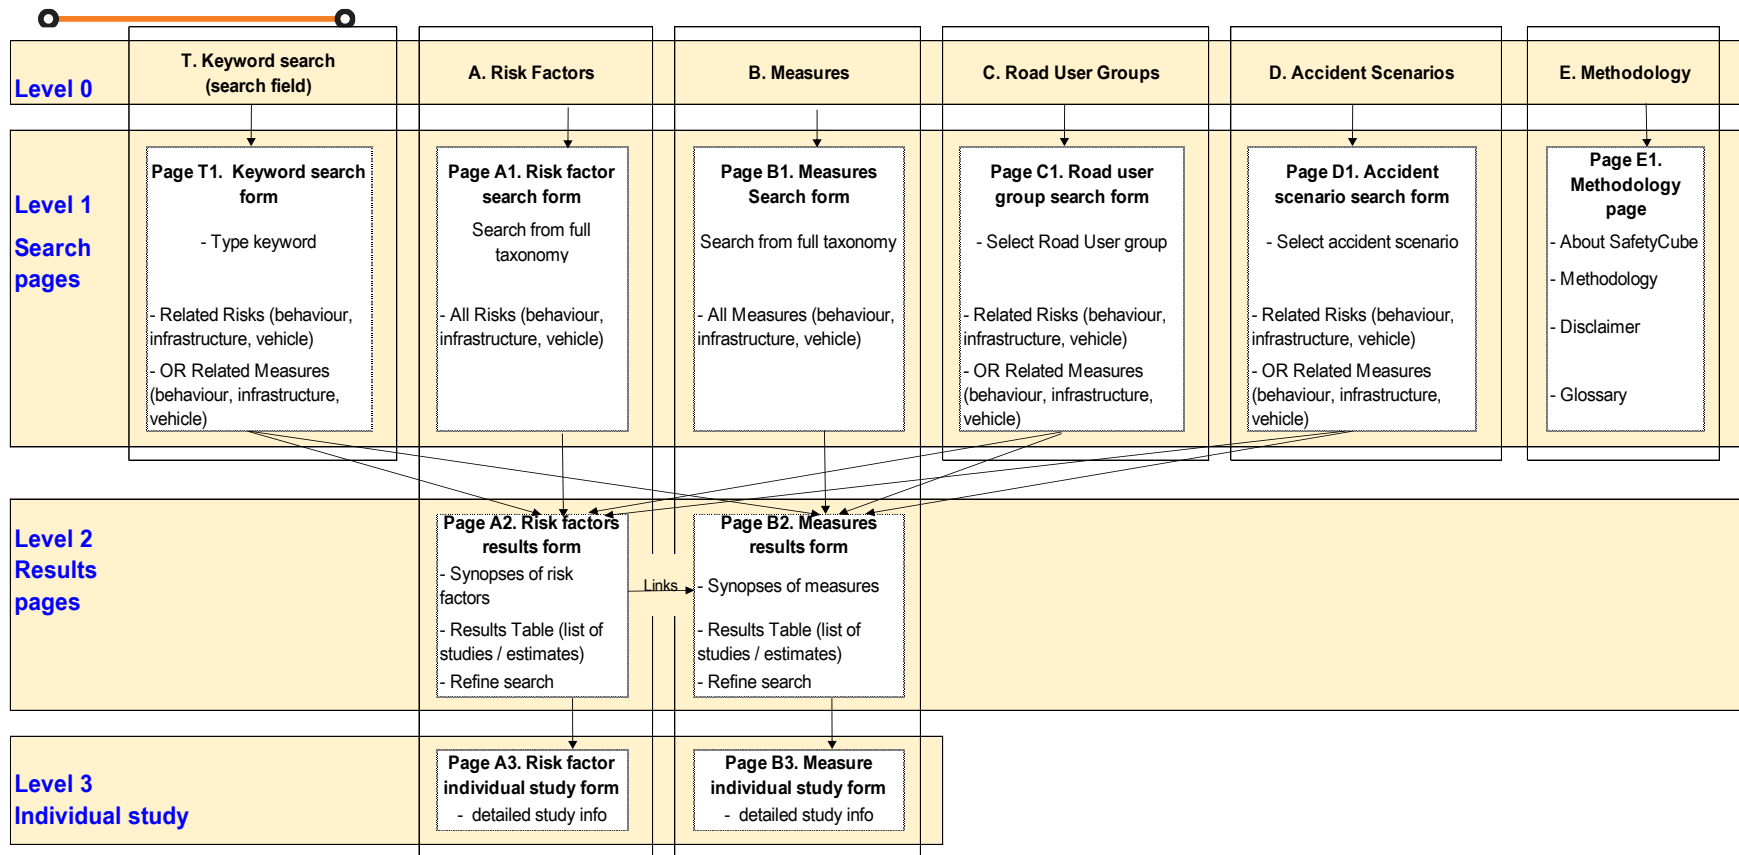 Level 0
T. Keyword search
(search field)
A. Risk Factors
B. Measures
C. Road User Groups
D. Accident Scenarios
E. Methodology
Level 1
Search
pages
Page T1.  Keyword search
form
- Type keyword
- Related Risks (behaviour,
infrastructure, vehicle)
- OR Related Measures
(behaviour, infrastructure,
vehicle)
Page A1. Risk factor
search form
Search from full
taxonomy
- All Risks (behaviour,
infrastructure, vehicle)
Page B1. Measures
Search form
Search from full taxonomy
- All Measures (behaviour,
infrastructure, vehicle)
Page C1. Road user
group search form
- Select Road User group
- Related Risks (behaviour,
infrastructure, vehicle)
- OR Related Measures
(behaviour, infrastructure,
vehicle)
Page D1. Accident
scenario search form
- Select accident scenario
- Related Risks (behaviour,
infrastructure, vehicle)
- OR Related Measures
(behaviour, infrastructure,
vehicle)
Page E1.
Methodology
page
- About SafetyCube
- Methodology
- Disclaimer
- Glossary
Level 2
Results
pages
Page A2. Risk factors
results form
- Synopses of risk
factors
- Results Table (list of
studies / estimates)
- Refine search
Links
Page B2. Measures
results form
- Synopses of measures
- Results Table (list of
studies / estimates)
- Refine search
Level 3
Individual study
Page A3. Risk factor
individual study form
-  detailed study info
Page B3. Measure
individual study form
-  detailed study info